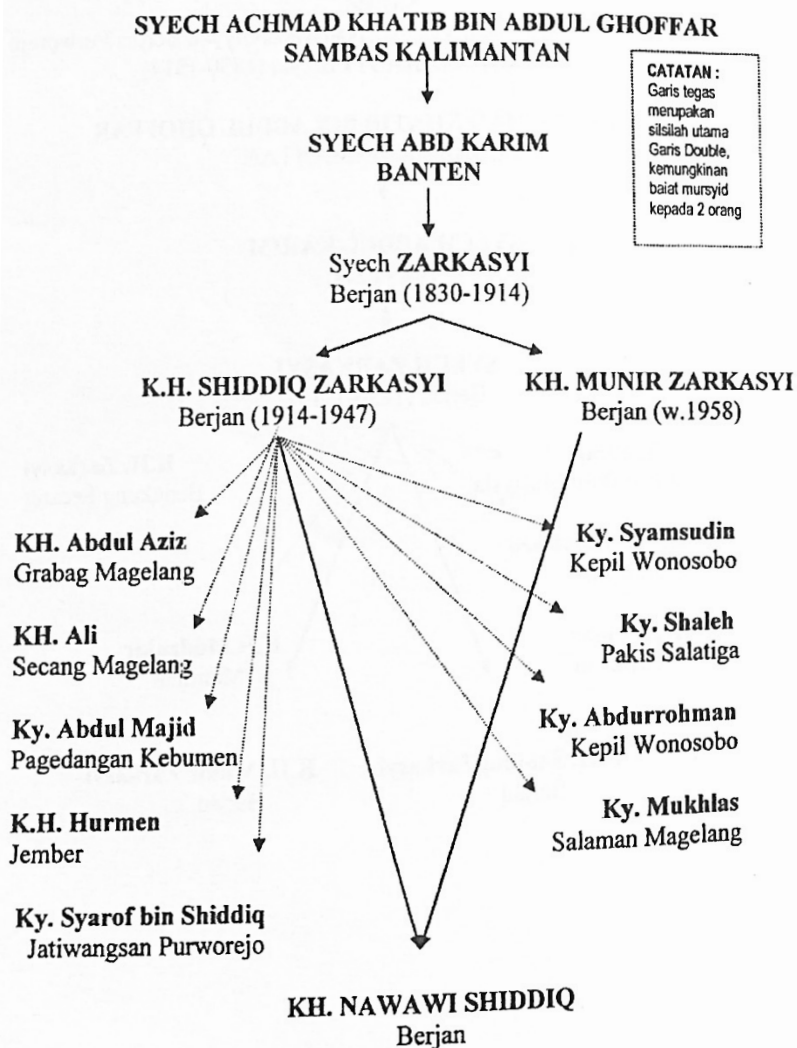 SYECH ACHMAD KHATIB BIN ABDUL GHOFFAR
SAMBAS KALIMANTAN
CATATAN :
Garis tegas
merupakan
silsilah utama
Garis Double,
kemungkinan
baiat mursyid
kepada 2 orang
SYECH ABD KARIM
BANTEN
Syech ZARKASYI
Berjan (1830-1914)
K.H. SHIDDIQ ZARKASYI
Berjan (1914-1947)
KH. MUNIR ZARKASYI
Berjan (w.1958)
KH. Abdul Aziz
Grabag Magelang
KH. Ali
Secang Magelang
Ky. Abdul Majid
Pagedangan Kebumen
K.H. Hurmen
Jember
Ky. Syarof bin Shiddiq
Jatiwangsan Purworejo
Ky. Syamsudin
Kepil Wonosobo
Ky. Shaleh
Pakis Salatiga
Ky. Abdurrohman
Kepil Wonosobo
Ky. Mukhlas
Salaman Magelang
KH. NAWAWI SHIDDIQ
Berjan